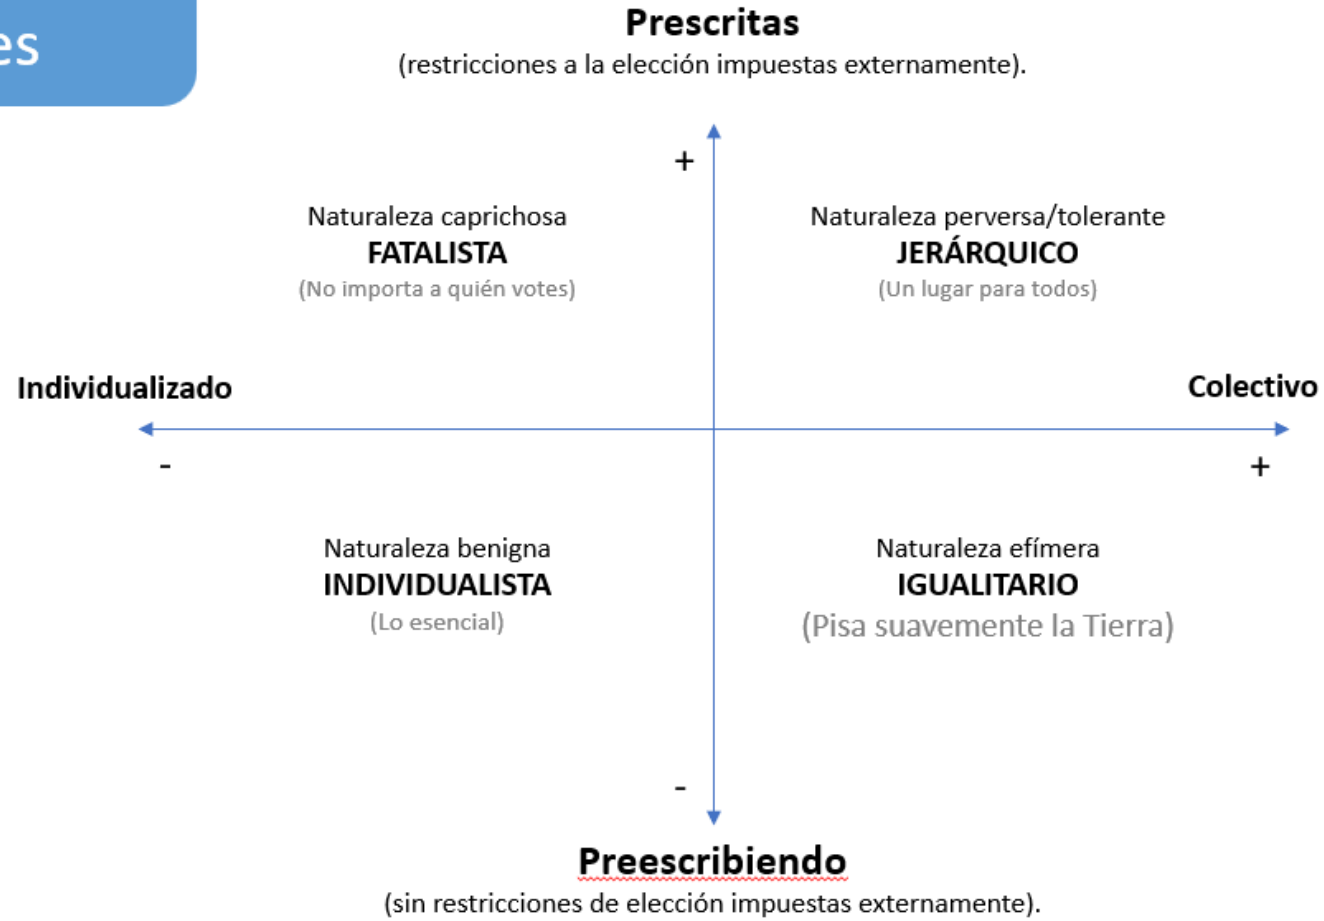 es
Prescritas
(restricciones a la elección impuestas externamente).
+
Naturaleza caprichosa
FATALISTA
(No importa a quién votes)
Naturaleza perversa/tolerante
JERÁRQUICO
(Un lugar para todos)
Individualizado
Colectivo
-
+
Naturaleza benigna
INDIVIDUALISTA
(Lo esencial)
Naturaleza efímera
IGUALITARIO
(Pisa suavemente la Tierra)
-
Preescribiendo
(sin restricciones de elección impuestas externamente).